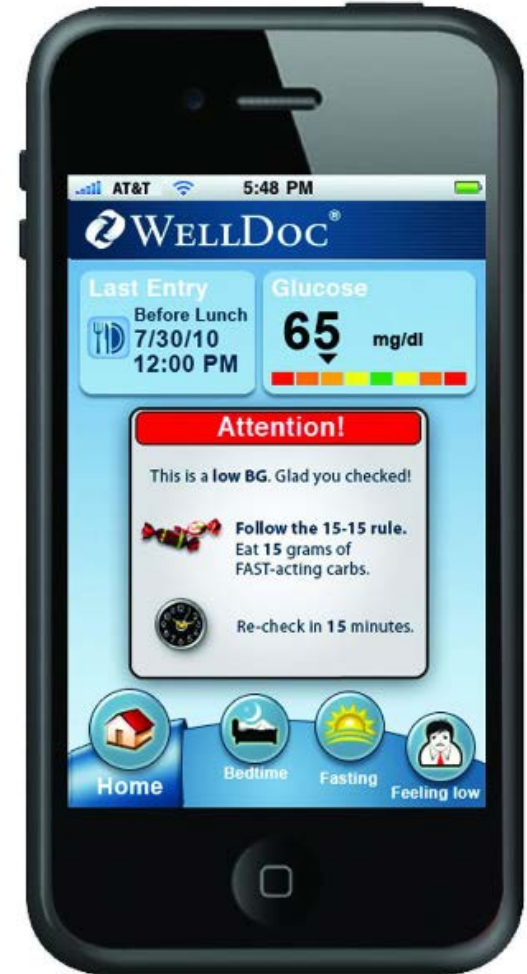 AT&T 5:48 PM
WELLDOC®
Last Entry
Before Lunch
7/30/10
12:00 PM
Glucose
65 mg/dl
Attention!
This is a low BG. Glad you checked!
Follow the 15-15 rule.
Eat 15 grams of
FAST-acting carbs.
Re-check in 15 minutes.
Home
Bedtime
Fasting
Feeling low